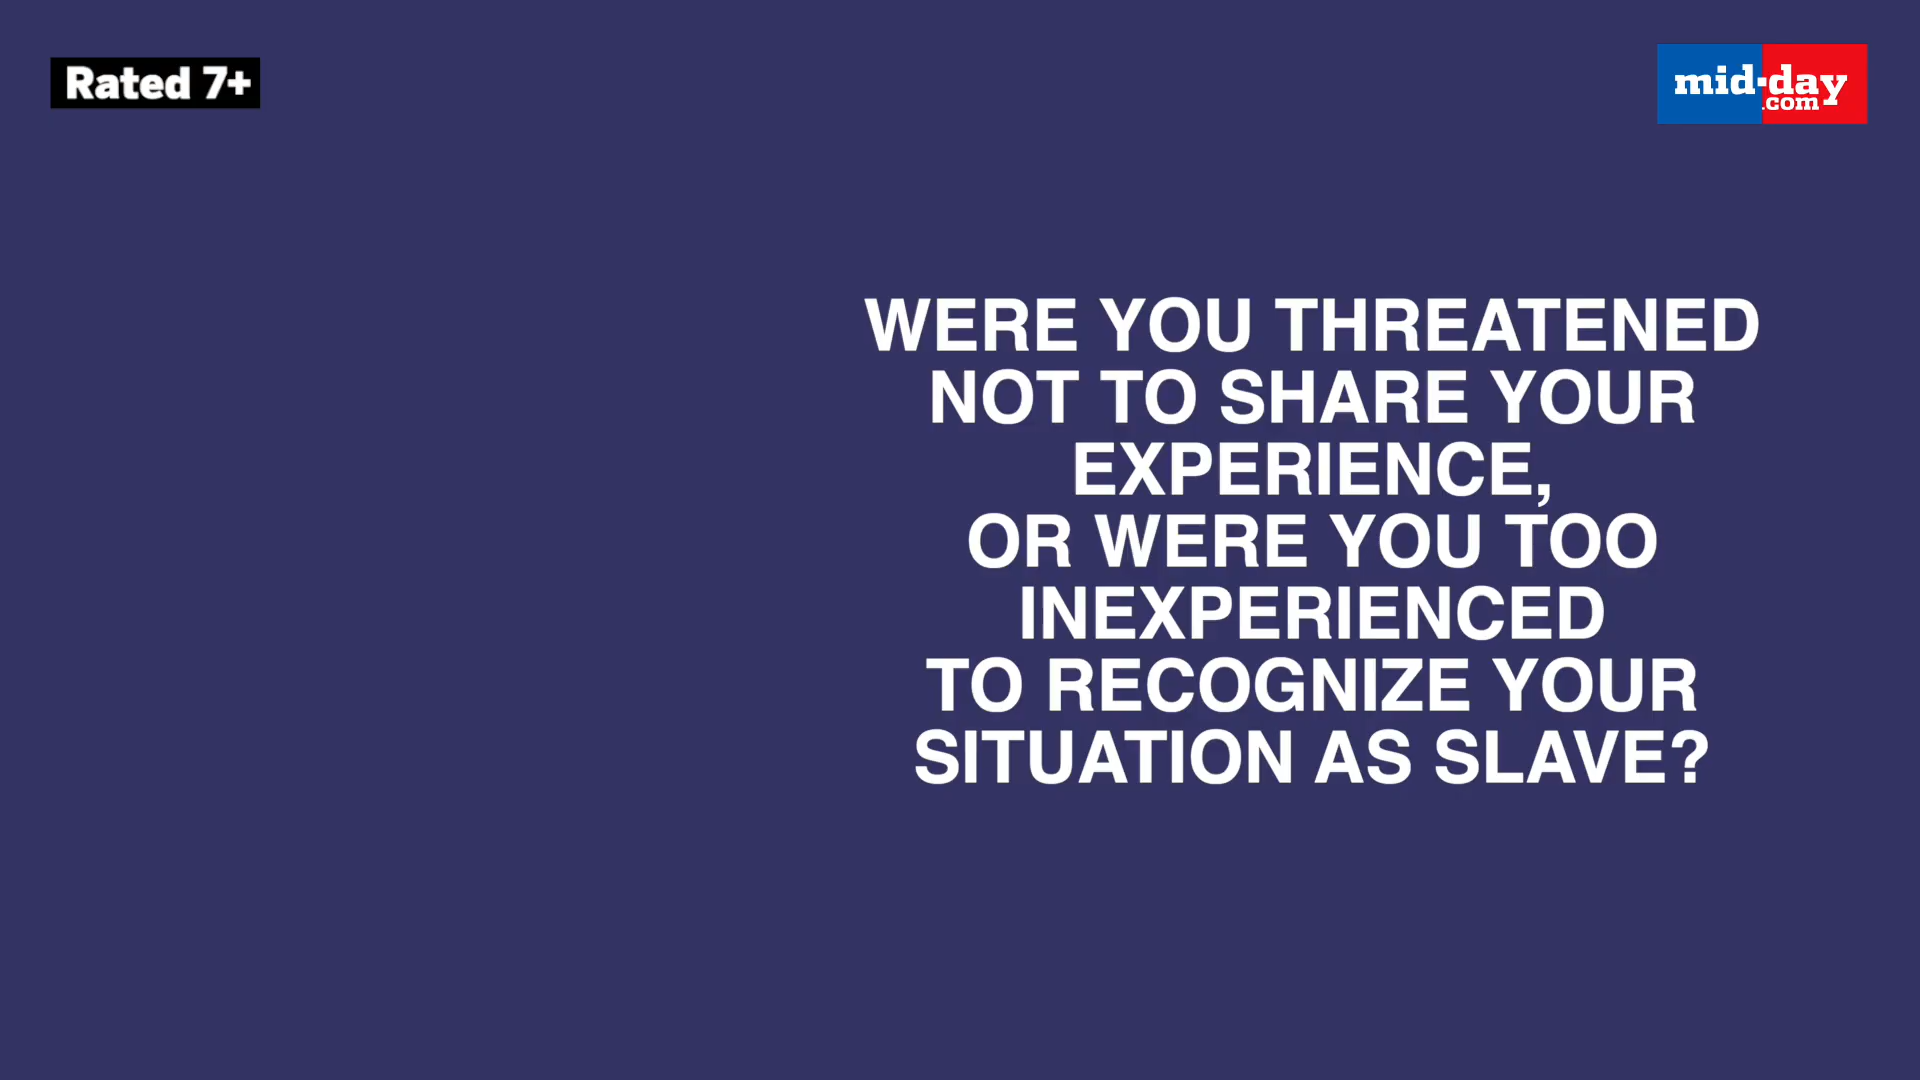 Rated 7+
mid-day
.com
WERE YOU THREATENED
NOT TO SHARE YOUR
EXPERIENCE,
OR WERE YOU TOO
INEXPERIENCED
TO RECOGNIZE YOUR
SITUATION AS SLAVE?